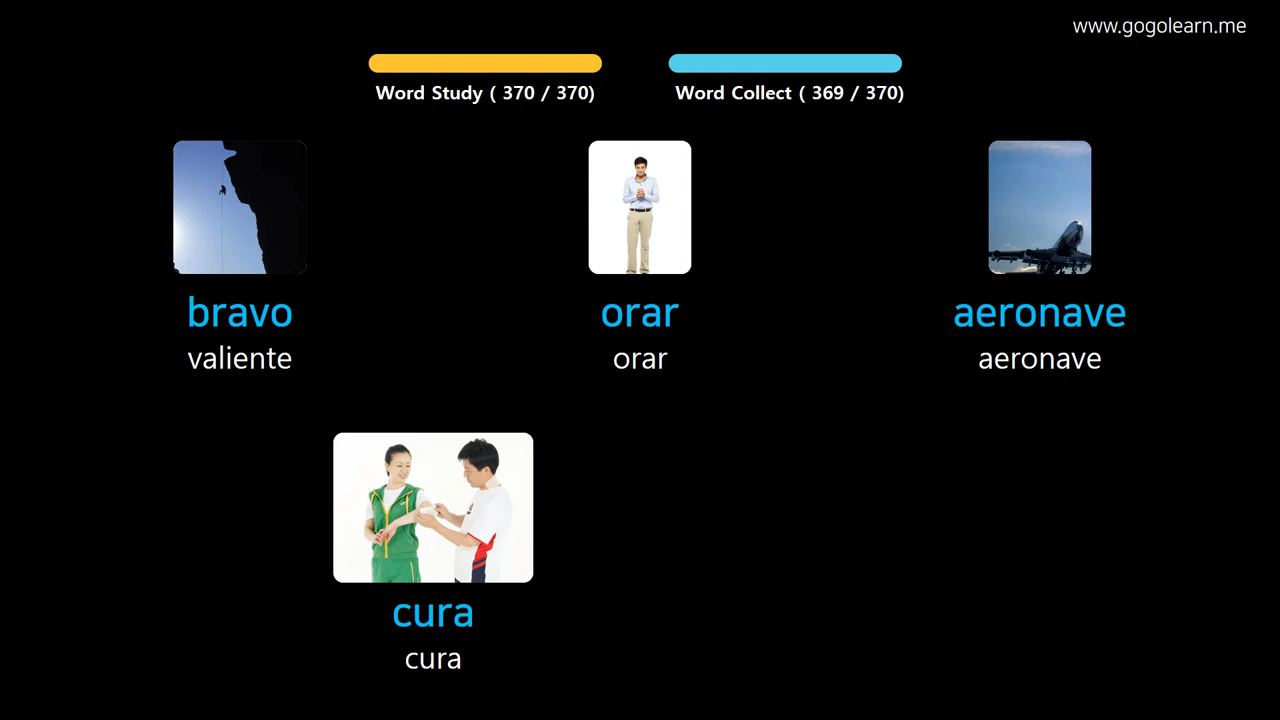 www.gogolearn.me
Word Study ( 370 / 370)
Word Collect ( 369 / 370)
bravo
valiente
orar
orar
aeronave
aeronave
cura
cura